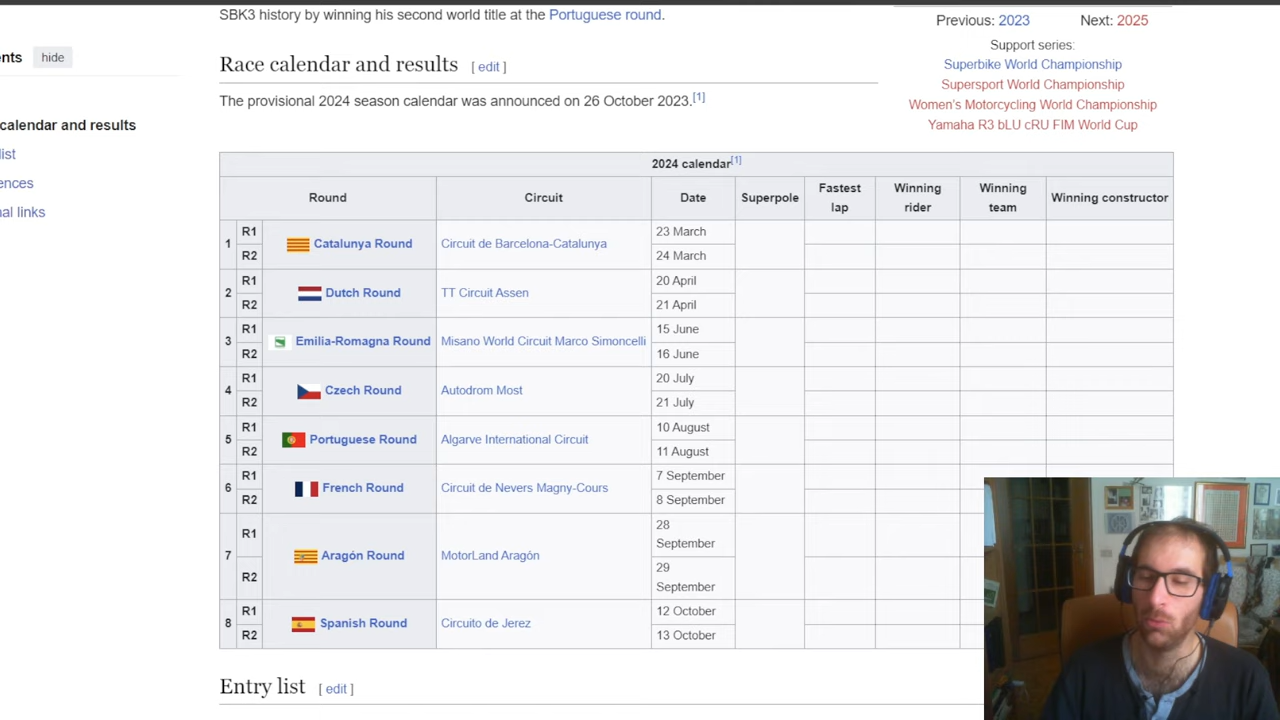 SBK3 history by winning his second world title at the Portuguese round.
Previous: 2023 Next: 2025
Support series:
Superbike World Championship
Supersport World Championship
Women's Motorcycling World Championship
Yamaha R3 bLU cRU FIM World Cup
ents hide
calendar and results
list
ences
nal links
Race calendar and results [ edit ]
The provisional 2024 season calendar was announced on 26 October 2023.[1]
2024 calendar[1]
Round Circuit Date Superpole Fastest lap Winning rider Winning team Winning constructor
1 R1 Catalunya Round Circuit de Barcelona-Catalunya 23 March
R2 24 March
2 R1 Dutch Round TT Circuit Assen 20 April
R2 21 April
3 R1 Emilia-Romagna Round Misano World Circuit Marco Simoncelli 15 June
R2 16 June
4 R1 Czech Round Autodrom Most 20 July
R2 21 July
5 R1 Portuguese Round Algarve International Circuit 10 August
R2 11 August
6 R1 French Round Circuit de Nevers Magny-Cours 7 September
R2 8 September
7 R1 Aragón Round MotorLand Aragón 28 September
R2 29 September
8 R1 Spanish Round Circuito de Jerez 12 October
R2 13 October
Entry list [ edit ]